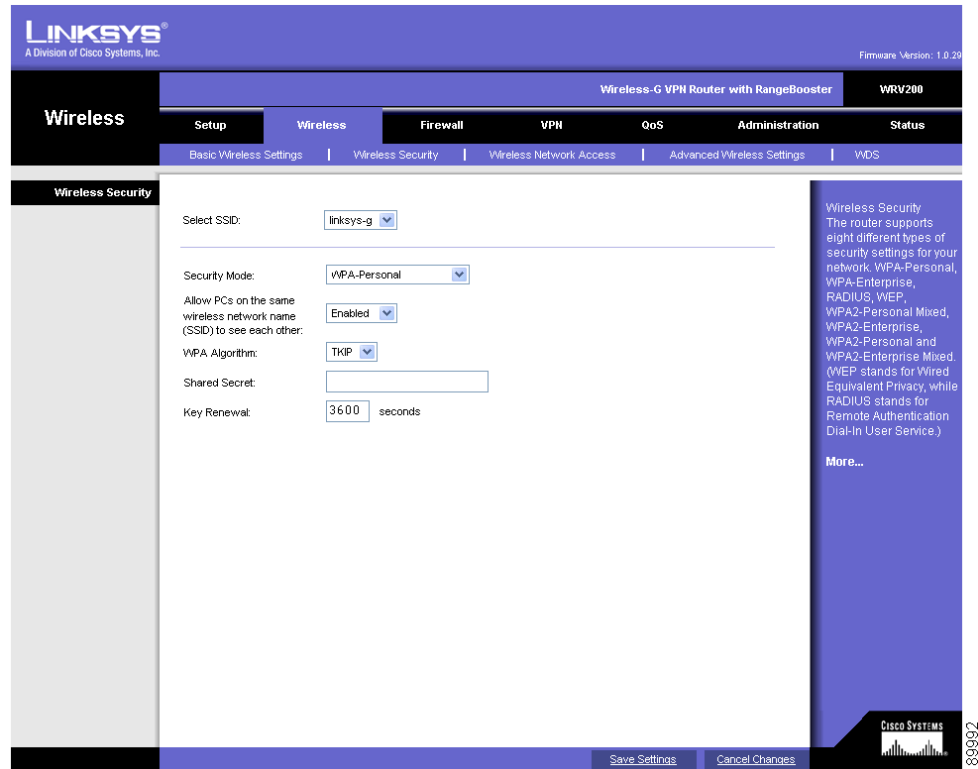 LINKSYS®
A Division of Cisco Systems, Inc.
Firmware Version: 1.0.29
Wireless-G VPN Router with RangeBooster
WRV200
Wireless
Setup
Wireless
Firewall
VPN
QoS
Administration
Status
Basic Wireless Settings | Wireless Security | Wireless Network Access | Advanced Wireless Settings | WDS
Wireless Security
Select SSID:
linksys-g
Security Mode:
WPA-Personal
Allow PCs on the same
wireless network name
(SSID) to see each other:
Enabled
WPA Algorithm:
TKIP
Shared Secret:
Key Renewal:
3600 seconds
Wireless Security
The router supports
eight different types of
security settings for your
network. WPA-Personal,
WPA-Enterprise,
RADIUS, WEP,
WPA2-Personal Mixed,
WPA2-Enterprise,
WPA2-Personal and
WPA2-Enterprise Mixed.
(WEP stands for Wired
Equivalent Privacy, while
RADIUS stands for
Remote Authentication
Dial-In User Service.)
More...
Save Settings
Cancel Changes
CISCO SYSTEMS
89992